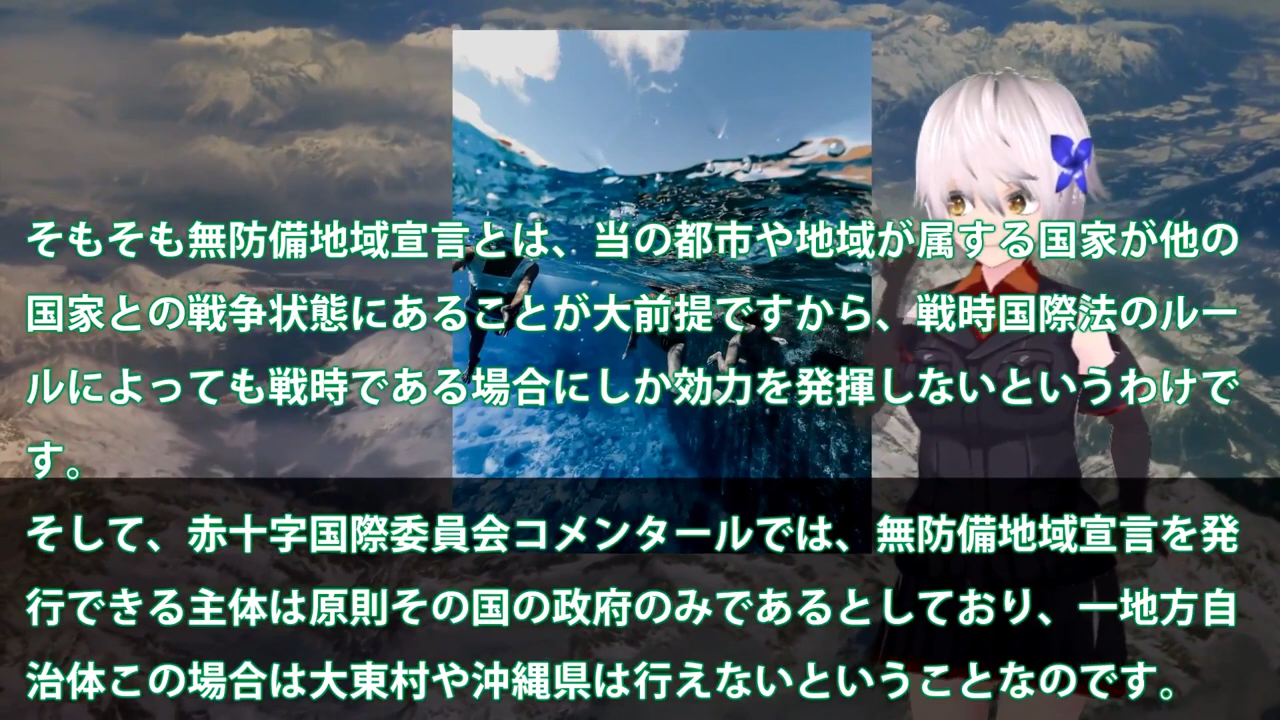 そもそも無防備地域宣言とは、当の都市や地域が属する国家が他の
国家との戦争状態にあることが大前提ですから、戦時国際法のルー
ルによっても戦時である場合にしか効力を発揮しないというわけで
す。
そして、赤十字国際委員会コメンタールでは、無防備地域宣言を発
行できる主体は原則その国の政府のみであるとしており、一地方自
治体この場合は大東村や沖縄県は行えないということなのです。